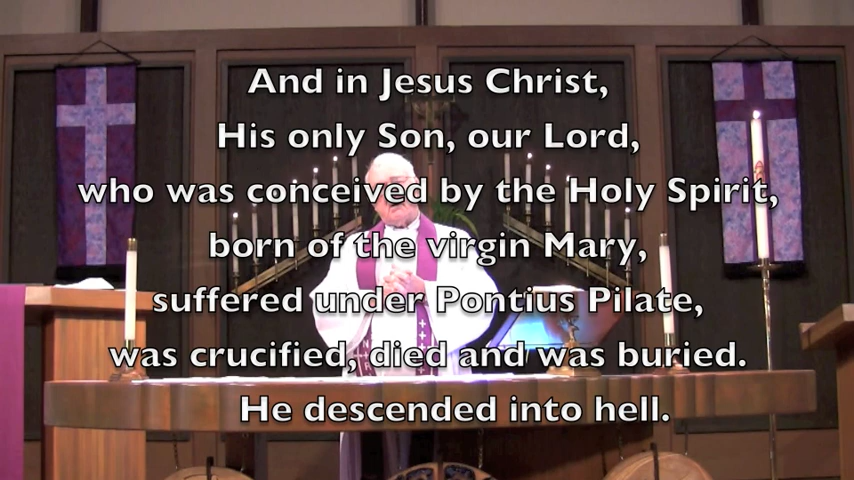 And in Jesus Christ,
His only Son, our Lord,
who was conceived by the Holy Spirit,
born of the virgin Mary,
suffered under Pontius Pilate,
was crucified, died and was buried.
He descended into hell.